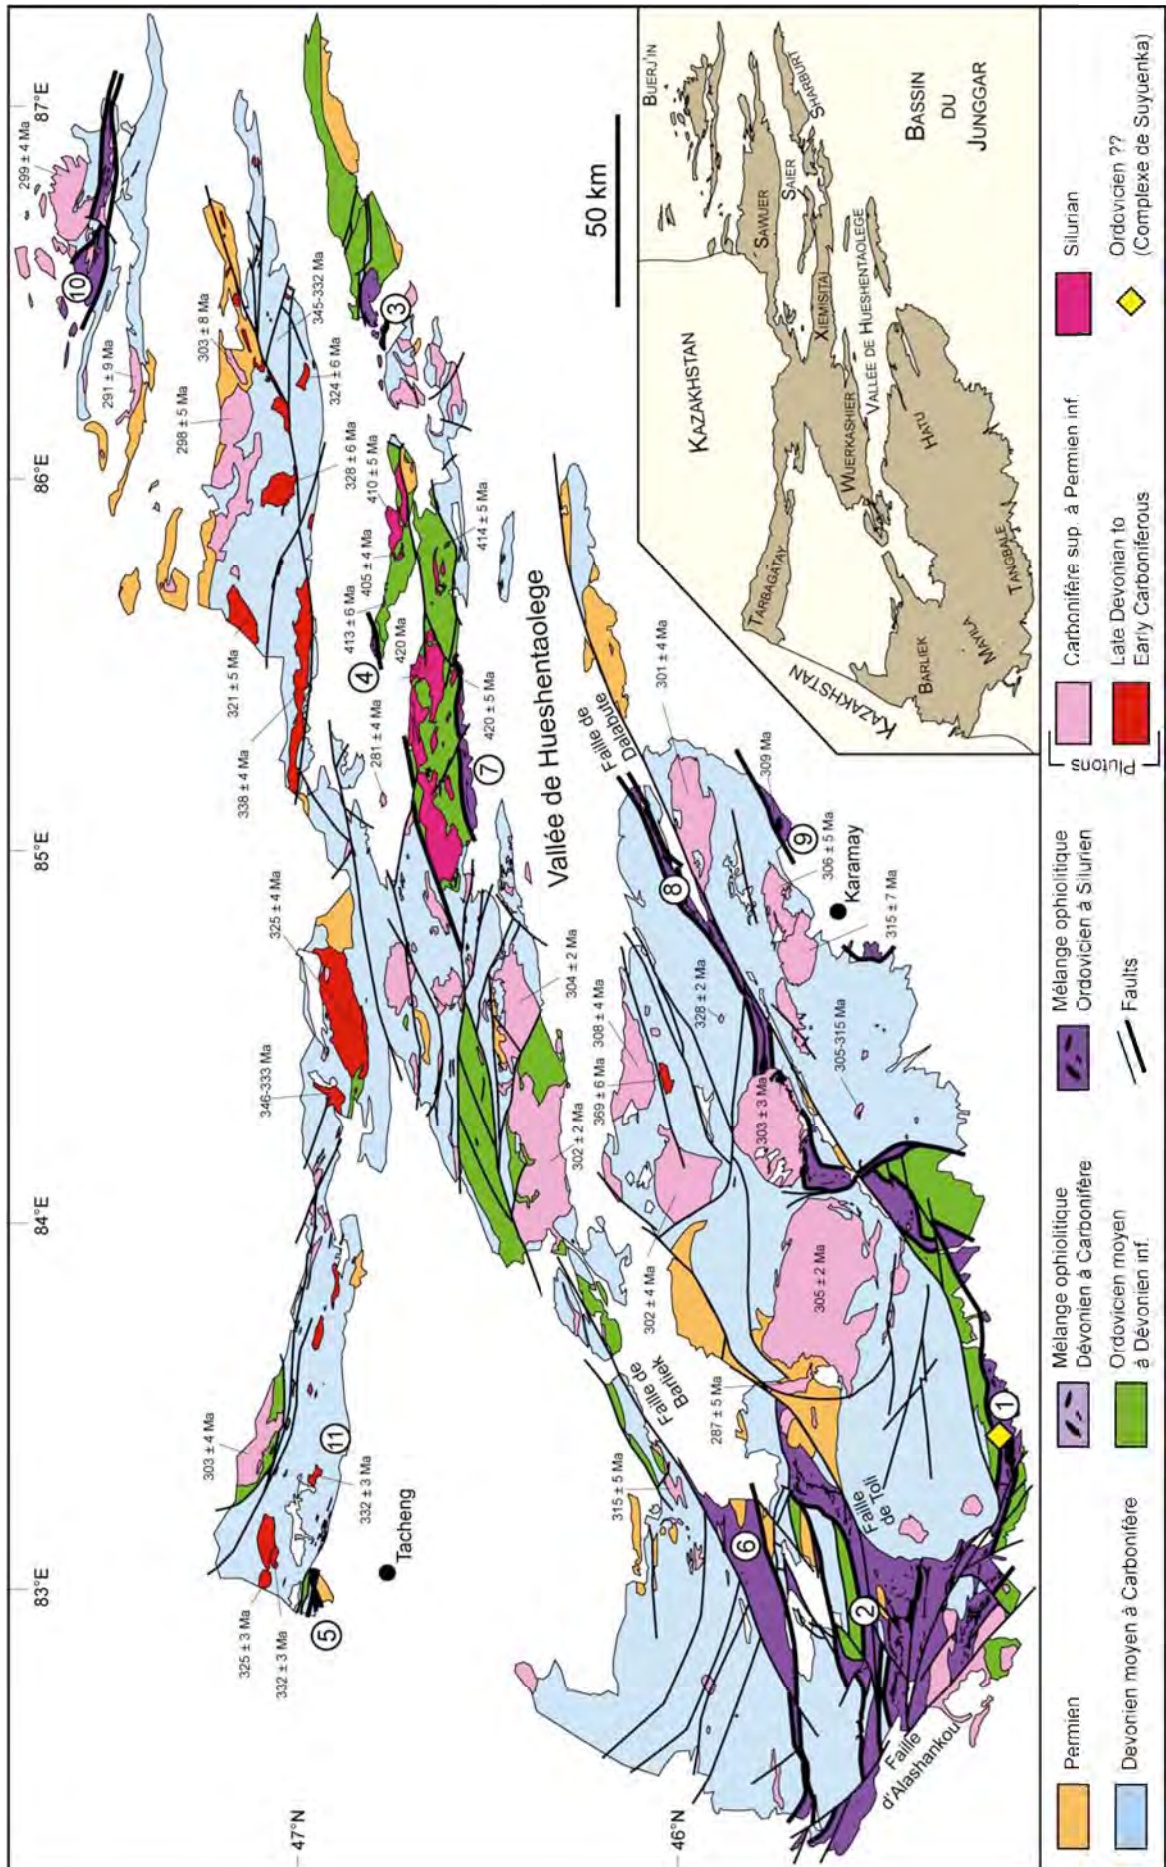 83°E
84°E
85°E
86°E
87°E
47°N
46°N
325 ± 3 Ma
332 ± 3 Ma
5
Tacheng
332 ± 3 Ma
11
303 ± 4 Ma
346-333 Ma
325 ± 4 Ma
338 ± 4 Ma
321 ± 5 Ma
298 ± 5 Ma
303 ± 8 Ma
291 ± 9 Ma
10
299 ± 4 Ma
345-332 Ma
324 ± 6 Ma
328 ± 6 Ma
410 ± 5 Ma
405 ± 4 Ma
413 ± 6 Ma
4
420 Ma
281 ± 4 Ma
414 ± 5 Ma
420 ± 5 Ma
7
3
Vallée de Hueshentaolege
304 ± 2 Ma
302 ± 2 Ma
308 ± 4 Ma
369 ± 6 Ma
328 ± 2 Ma
302 ± 4 Ma
303 ± 3 Ma
305 ± 2 Ma
305-315 Ma
315 ± 7 Ma
306 ± 5 Ma
309 Ma
9
8
301 ± 4 Ma
Karamay
Faille de
Dalabute
Faille de
Barliek
315 ± 5 Ma
287 ± 5 Ma
6
2
1
Faille
de Toli
Faille
d'Alashankou
50 km
KAZAKHSTAN
KAZAKHSTAN
BUERJ'IN
SAWUER
SAIER
SHARBURT
XIEMISITAI
TARBAGATAY
WUERKASHIER
VALLÉE DE HUESHENTAOLEGE
HATU
BARLIEK
MAYILA
TANGBALE
BASSIN
DU
JUNGGAR
Permien
Devonien moyen à Carbonifère
Mélange ophiolitique
Dévonien à Carbonifère
Ordovicien moyen
à Dévonien inf.
Mélange ophiolitique
Ordovicien à Silurien
Faults
Plutons
Carbonifère sup. à Permien inf.
Late Devonian to
Early Carboniferous
Silurian
Ordovicien ??
(Complexe de Suyuenka)